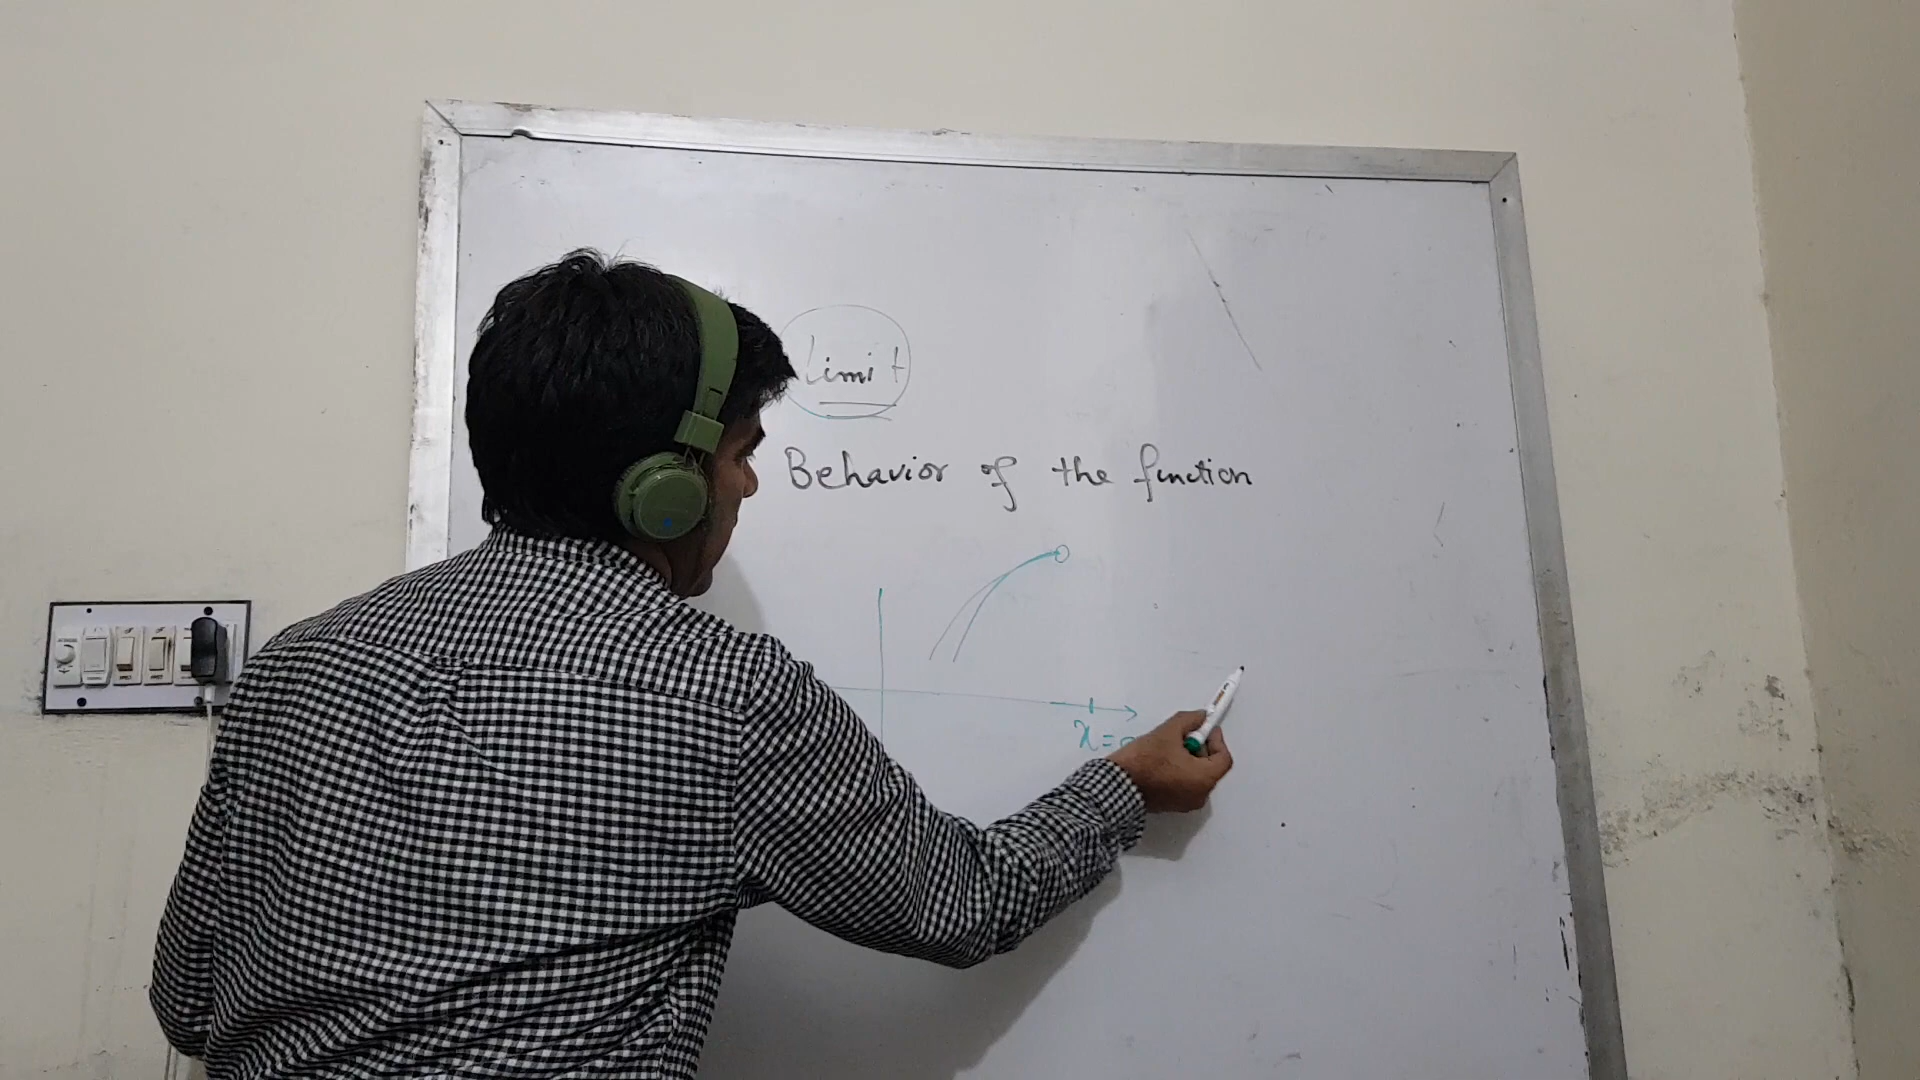 Limit
Behavior of the function
x=